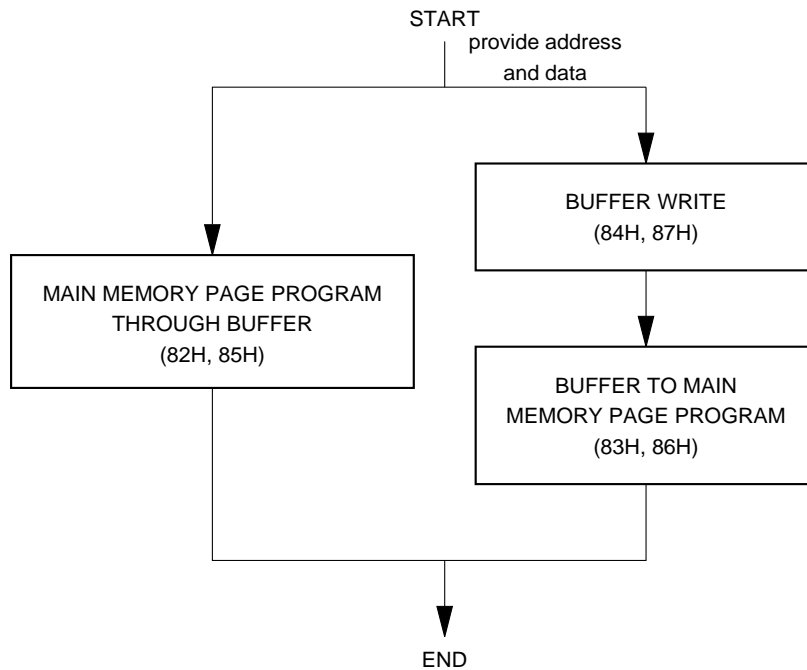 START
provide address
and data
BUFFER WRITE
(84H, 87H)
MAIN MEMORY PAGE PROGRAM
THROUGH BUFFER
(82H, 85H)
BUFFER TO MAIN
MEMORY PAGE PROGRAM
(83H, 86H)
END